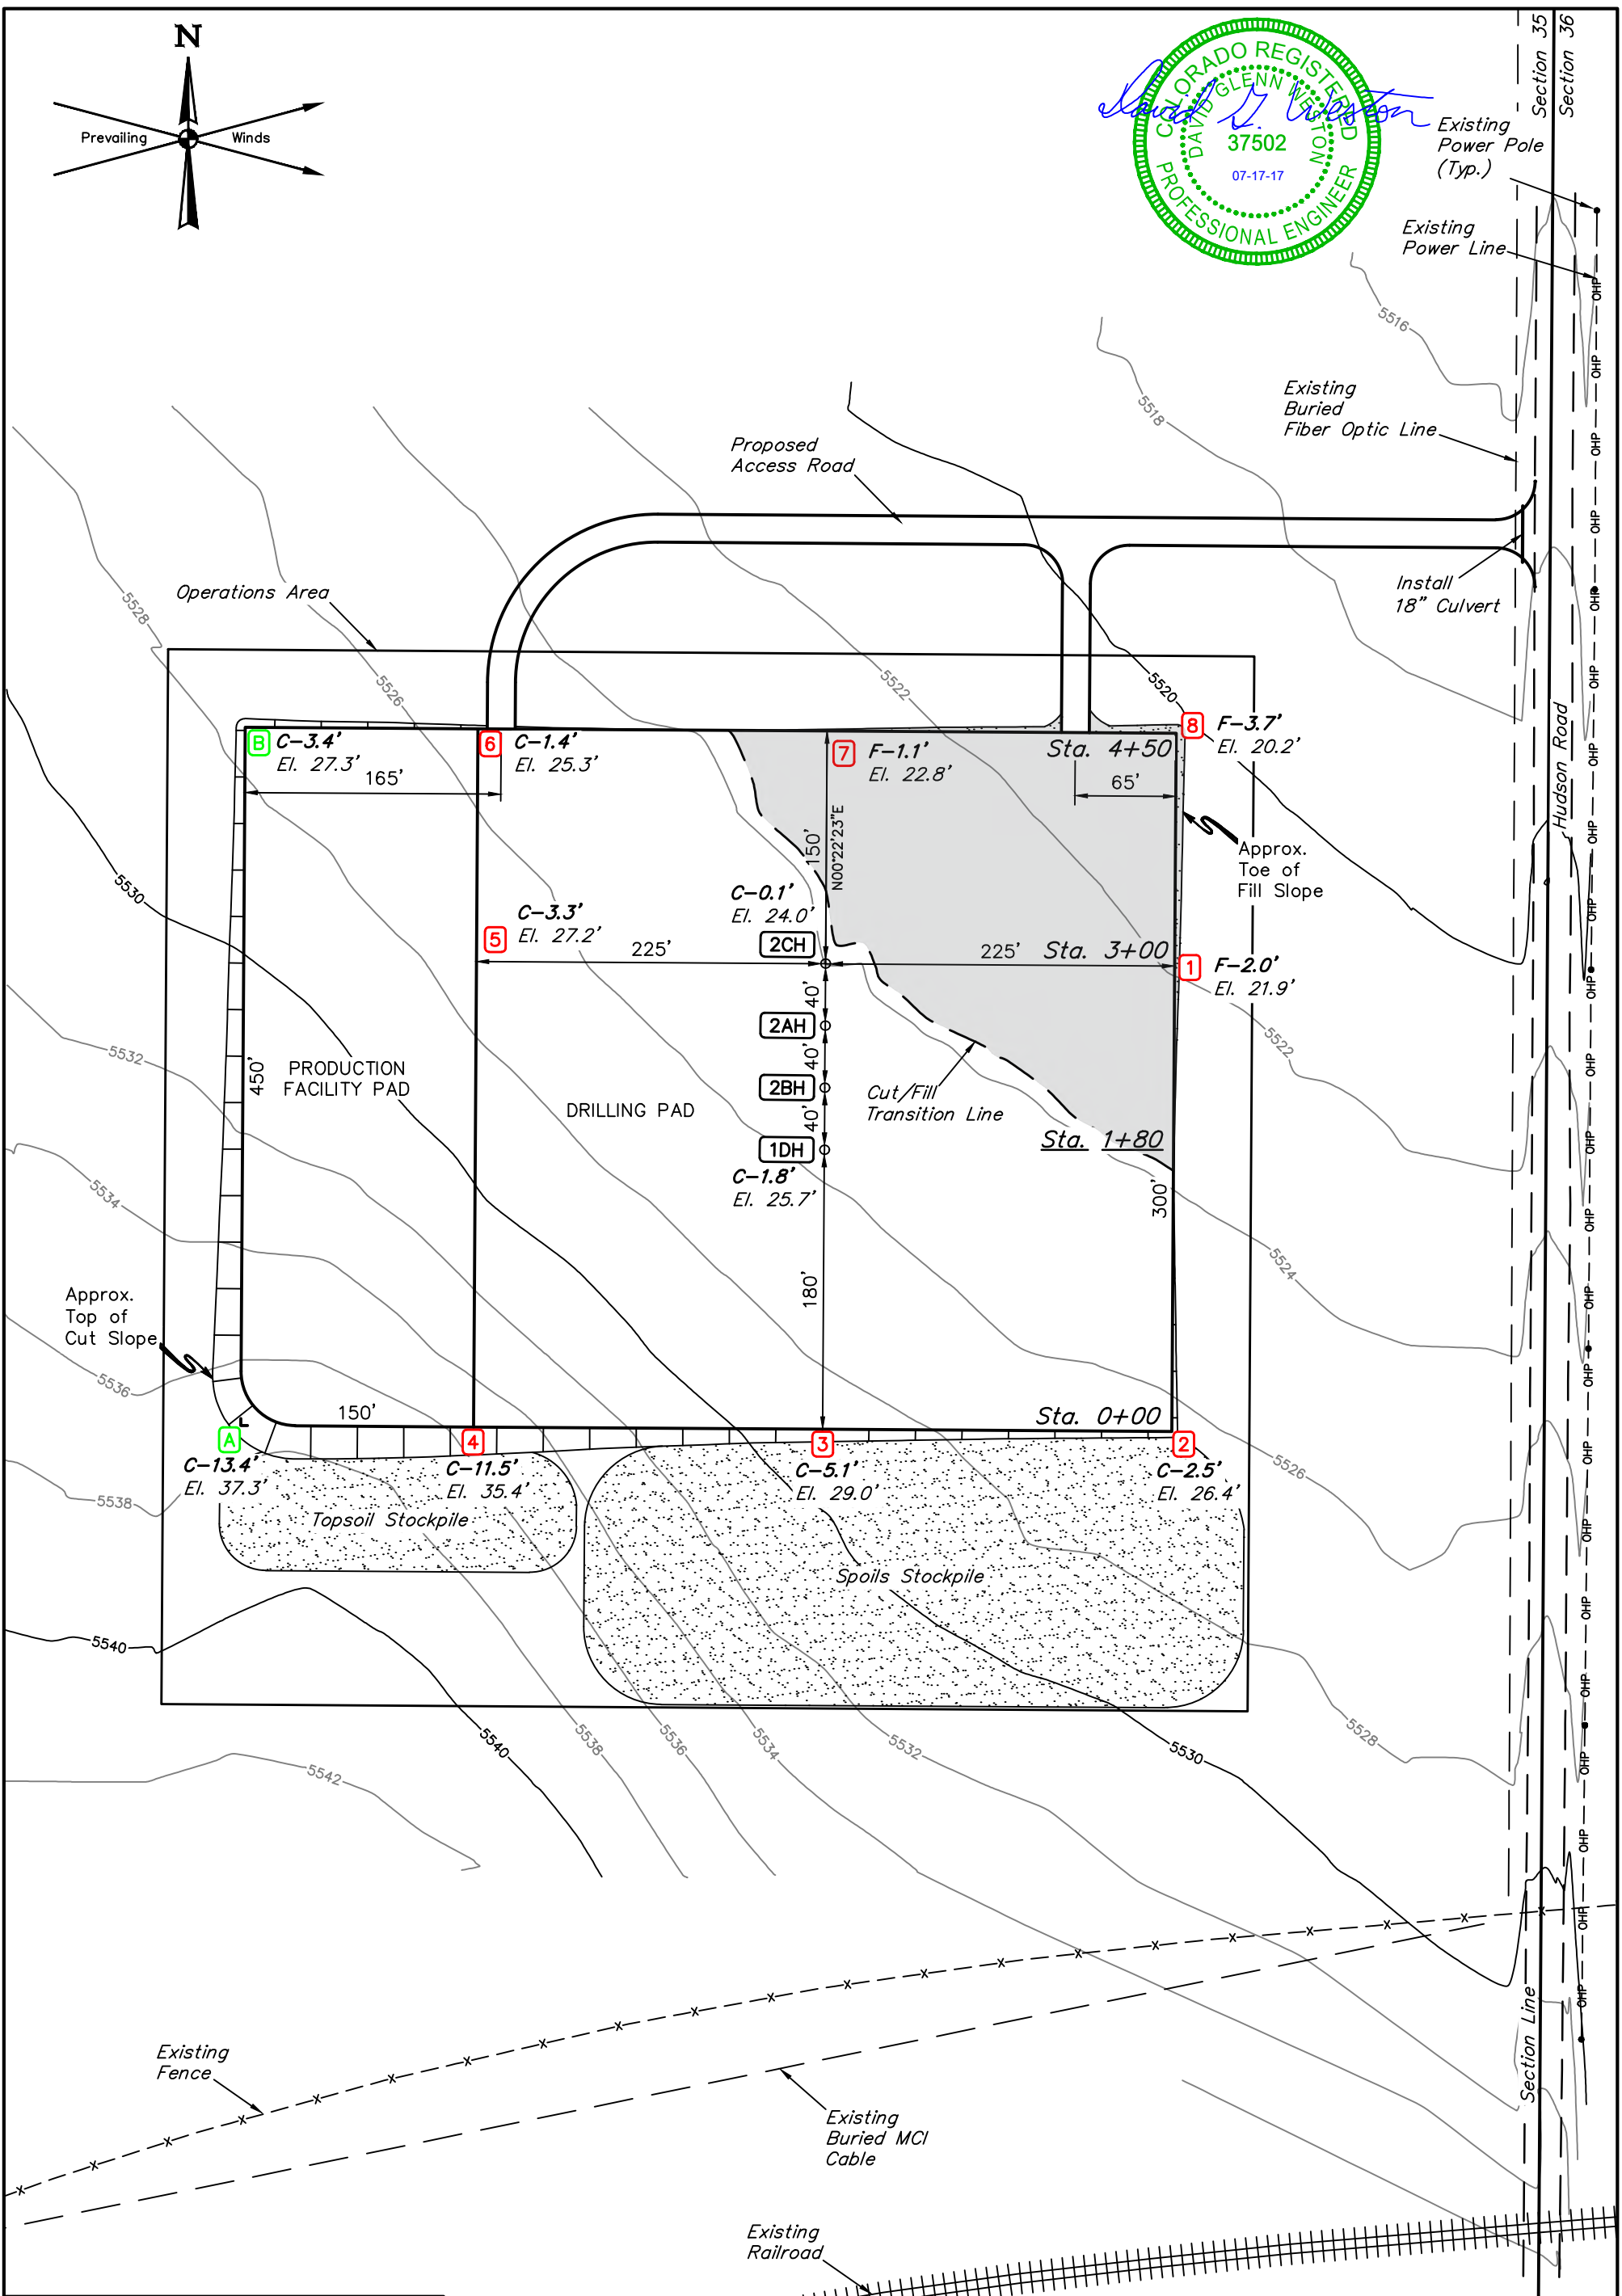 N
Prevailing Winds
COLORADO REGISTERED
DAVID GLENN WESTON
37502
07-17-17
PROFESSIONAL ENGINEER
David G. Weston
Section 35
Section 36
Existing
Power Pole
(Typ.)
Existing
Power Line
OHP
5516
5518
Existing
Buried
Fiber Optic Line
Proposed
Access Road
Install
18" Culvert
Operations Area
5528
5526
5522
5520
Hudson Road
B C-3.4'
El. 27.3'
165'
6 C-1.4'
El. 25.3'
7 F-1.1'
El. 22.8'
Sta. 4+50
65'
8 F-3.7'
El. 20.2'
150'
N00°22'23"E
Approx.
Toe of
Fill Slope
5530
C-0.1'
El. 24.0'
2CH
5 C-3.3'
El. 27.2'
225'
225'
Sta. 3+00
1 F-2.0'
El. 21.9'
40'
2AH
40'
2BH
40'
1DH
C-1.8'
El. 25.7'
5532
5522
450'
PRODUCTION
FACILITY PAD
DRILLING PAD
Cut/Fill
Transition Line
Sta. 1+80
300'
5534
5524
180'
Approx.
Top of
Cut Slope
5536
150'
Sta. 0+00
A
C-13.4'
El. 37.3'
4
C-11.5'
El. 35.4'
3
C-5.1'
El. 29.0'
2
C-2.5'
El. 26.4'
5526
5538
Topsoil Stockpile
Spoils Stockpile
5540
5540
5538
5536
5534
5532
5530
5528
5542
Section Line
Existing
Fence
Existing
Buried MCI
Cable
Existing
Railroad